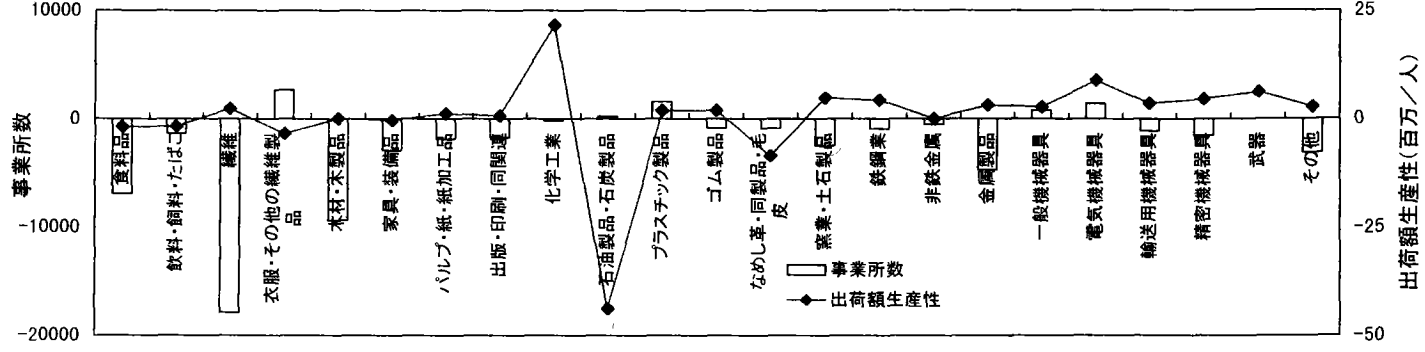 10000
0
-10000
-20000
事業所数
食料品
飲料・飼料・たばこ
繊維
衣服・その他の繊維製
品
木材・木製品
家具・装備品
パルプ・紙・紙加工品
出版・印刷・同関連
化学工業
石油製品・石炭製品
プラスチック製品
ゴム製品
なめし革・同製品・毛
皮
窯業・土石製品
鉄鋼業
非鉄金属
金属製品
一般機械器具
電気機械器具
輸送用機械器具
精密機械器具
武器
その他
事業所数
出荷額生産性
25
0
-25
-50
出荷額生産性(百万/人)